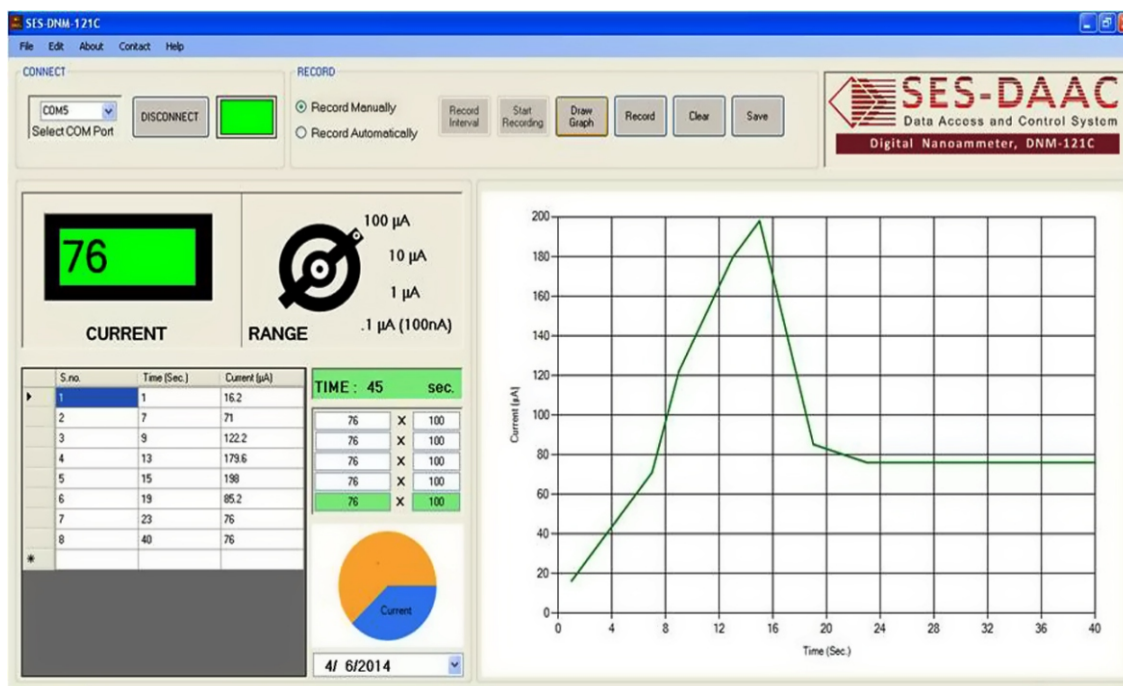 SES-DNM-121C
File Edit About Contact Help
CONNECT
COM5
Select COM Port
DISCONNECT
RECORD
Record Manually
Record Automatically
Record Interval
Start Recording
Draw Graph
Record
Clear
Save
SES-DAAC
Data Access and Control System
Digital Nanoammeter, DNM-121C
76
CURRENT
RANGE
100 µA
10 µA
1 µA
.1 µA (100nA)
S.no. Time (Sec.) Current (µA)
1 1 16.2
2 7 71
3 9 122.2
4 13 179.6
5 15 198
6 19 85.2
7 23 76
8 40 76
TIME : 45 sec.
76 X 100
76 X 100
76 X 100
76 X 100
76 X 100
Current
4/ 6/2014
200
180
160
140
120
100
80
60
40
20
0
Current (µA)
0 4 8 12 16 20 24 28 32 36 40
Time (Sec.)